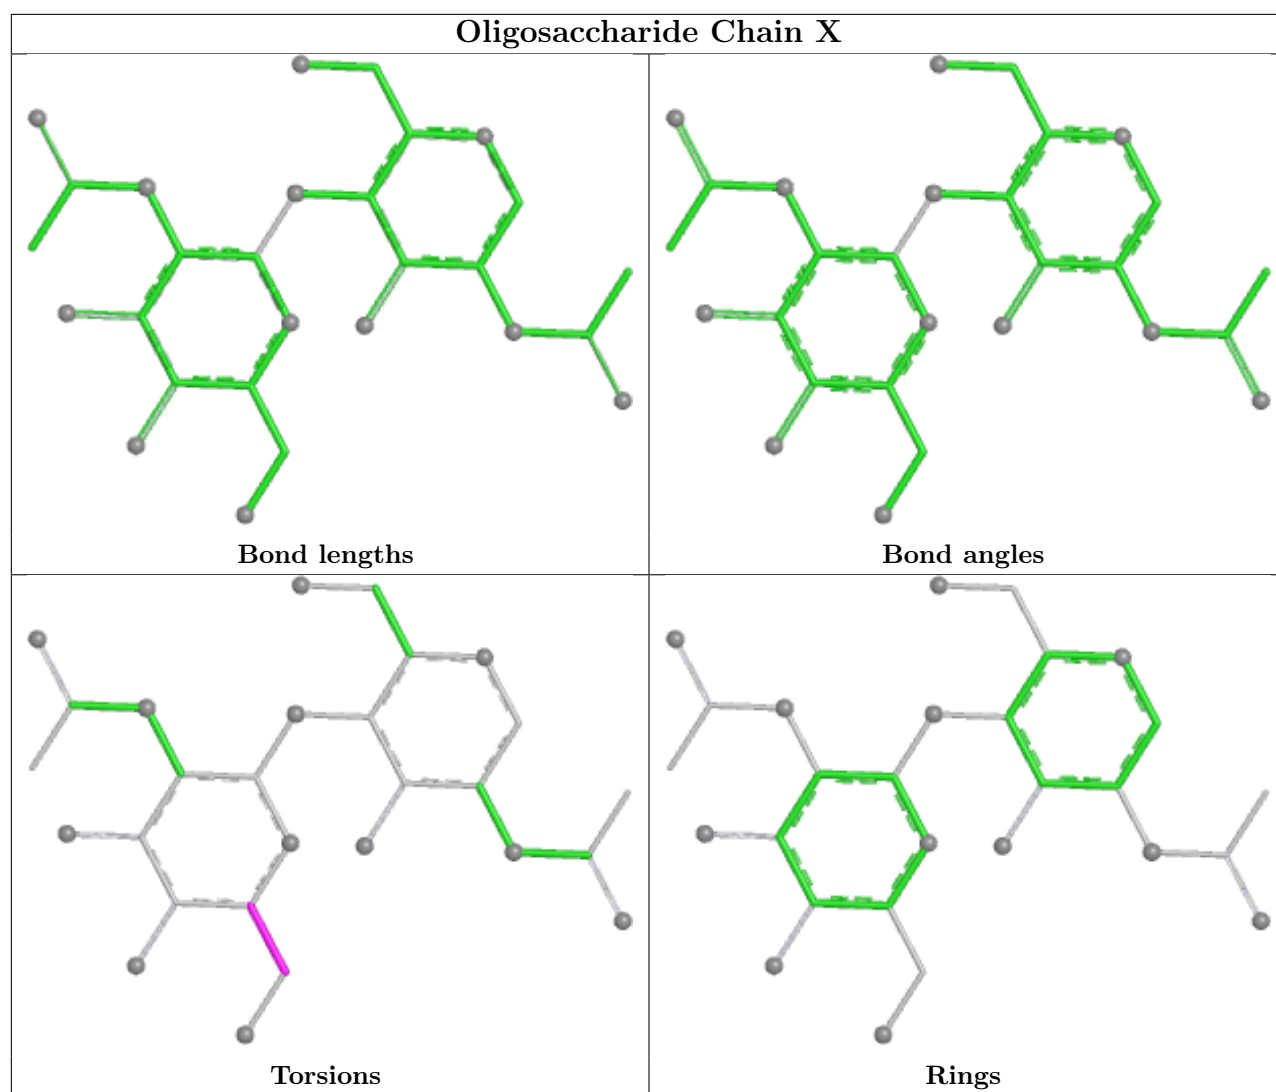 Oligosaccharide Chain X
Bond lengths
Bond angles
Torsions
Rings